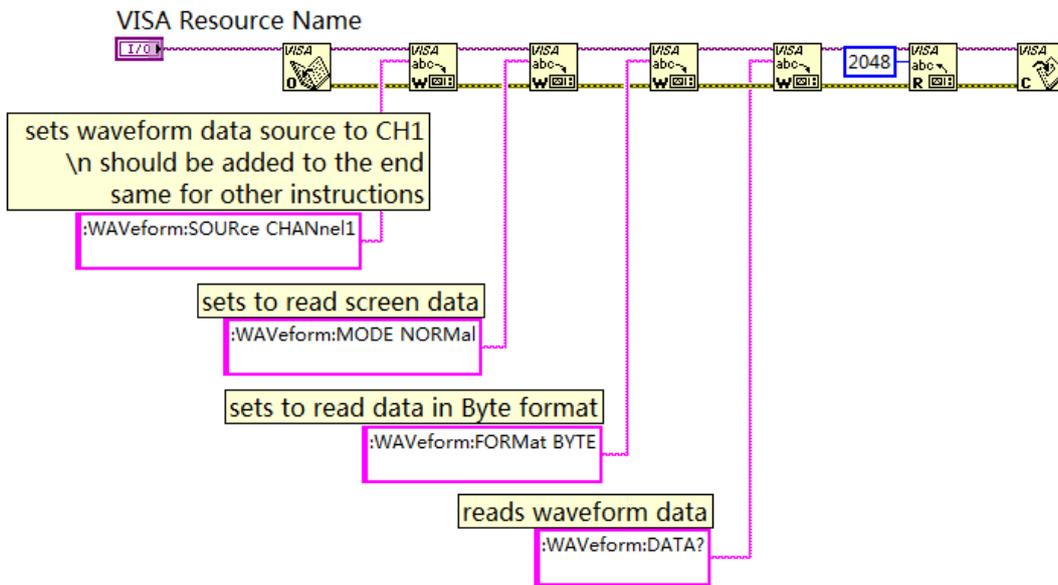 VISA Resource Name
I/O
VISA
O
VISA
abc
W
VISA
abc
W
VISA
abc
W
VISA
abc
W
2048
VISA
abc
R
VISA
C
sets waveform data source to CH1
\n should be added to the end
same for other instructions
:WAVeform:SOURce CHANnel1
sets to read screen data
:WAVeform:MODE NORMal
sets to read data in Byte format
:WAVeform:FORMat BYTE
reads waveform data
:WAVeform:DATA?